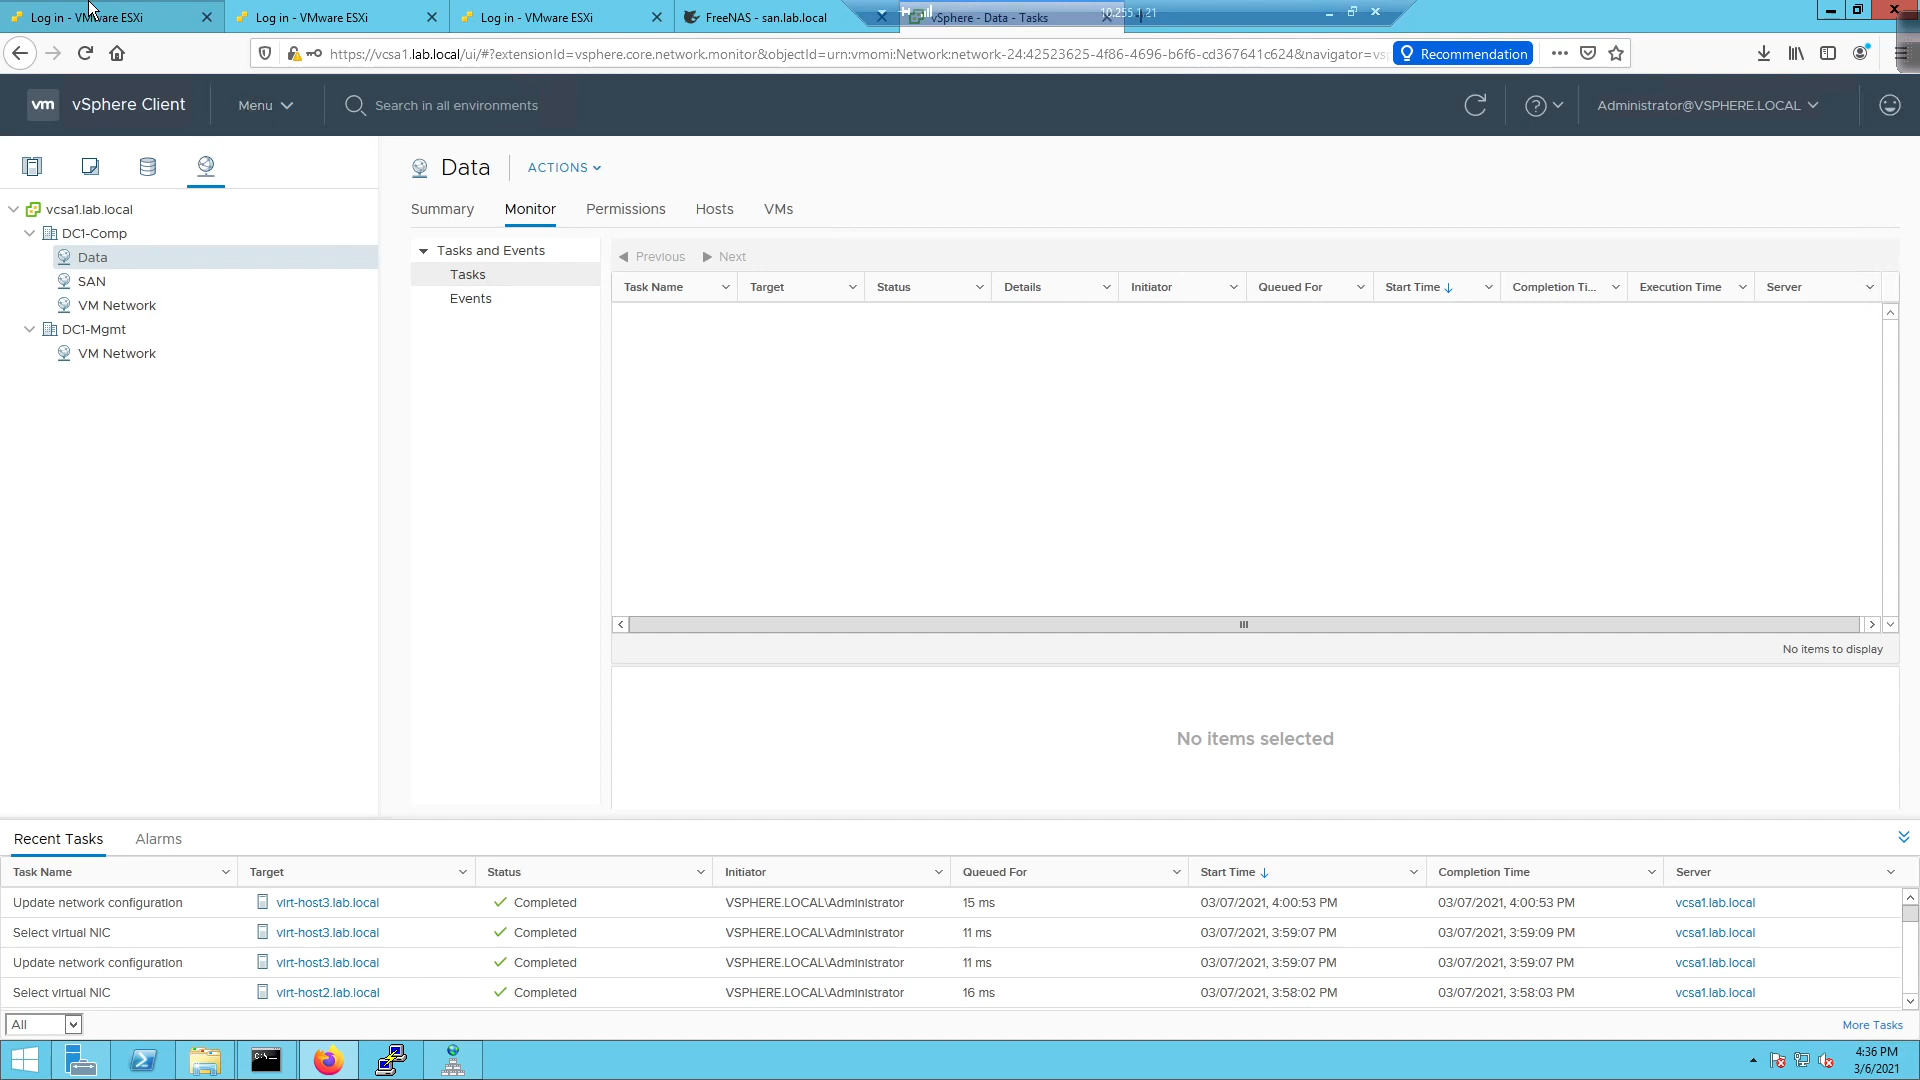 Log in - VMware ESXi
Log in - VMware ESXi
Log in - VMware ESXi
FreeNAS - san.lab.local
vSphere - Data - Tasks
10.255.1.21
https://vcsa1.lab.local/ui/#?extensionId=vsphere.core.network.monitor&objectId=urn:vmomi:Network:network-24:42523625-4f86-4696-b6f6-cd367641c624&navigator=vs
Recommendation
vm vSphere Client
Menu
Search in all environments
Administrator@VSPHERE.LOCAL
vcsa1.lab.local
DC1-Comp
Data
SAN
VM Network
DC1-Mgmt
VM Network
Data
ACTIONS
Summary Monitor Permissions Hosts VMs
Tasks and Events
Tasks
Events
Previous Next
Task Name Target Status Details Initiator Queued For Start Time Completion Ti... Execution Time Server
No items to display
No items selected
Recent Tasks Alarms
Task Name Target Status Initiator Queued For Start Time Completion Time Server
Update network configuration virt-host3.lab.local Completed VSPHERE.LOCAL\Administrator 15 ms 03/07/2021, 4:00:53 PM 03/07/2021, 4:00:53 PM vcsa1.lab.local
Select virtual NIC virt-host3.lab.local Completed VSPHERE.LOCAL\Administrator 11 ms 03/07/2021, 3:59:07 PM 03/07/2021, 3:59:09 PM vcsa1.lab.local
Update network configuration virt-host3.lab.local Completed VSPHERE.LOCAL\Administrator 11 ms 03/07/2021, 3:59:07 PM 03/07/2021, 3:59:07 PM vcsa1.lab.local
Select virtual NIC virt-host2.lab.local Completed VSPHERE.LOCAL\Administrator 16 ms 03/07/2021, 3:58:02 PM 03/07/2021, 3:58:03 PM vcsa1.lab.local
All
More Tasks
4:36 PM
3/6/2021